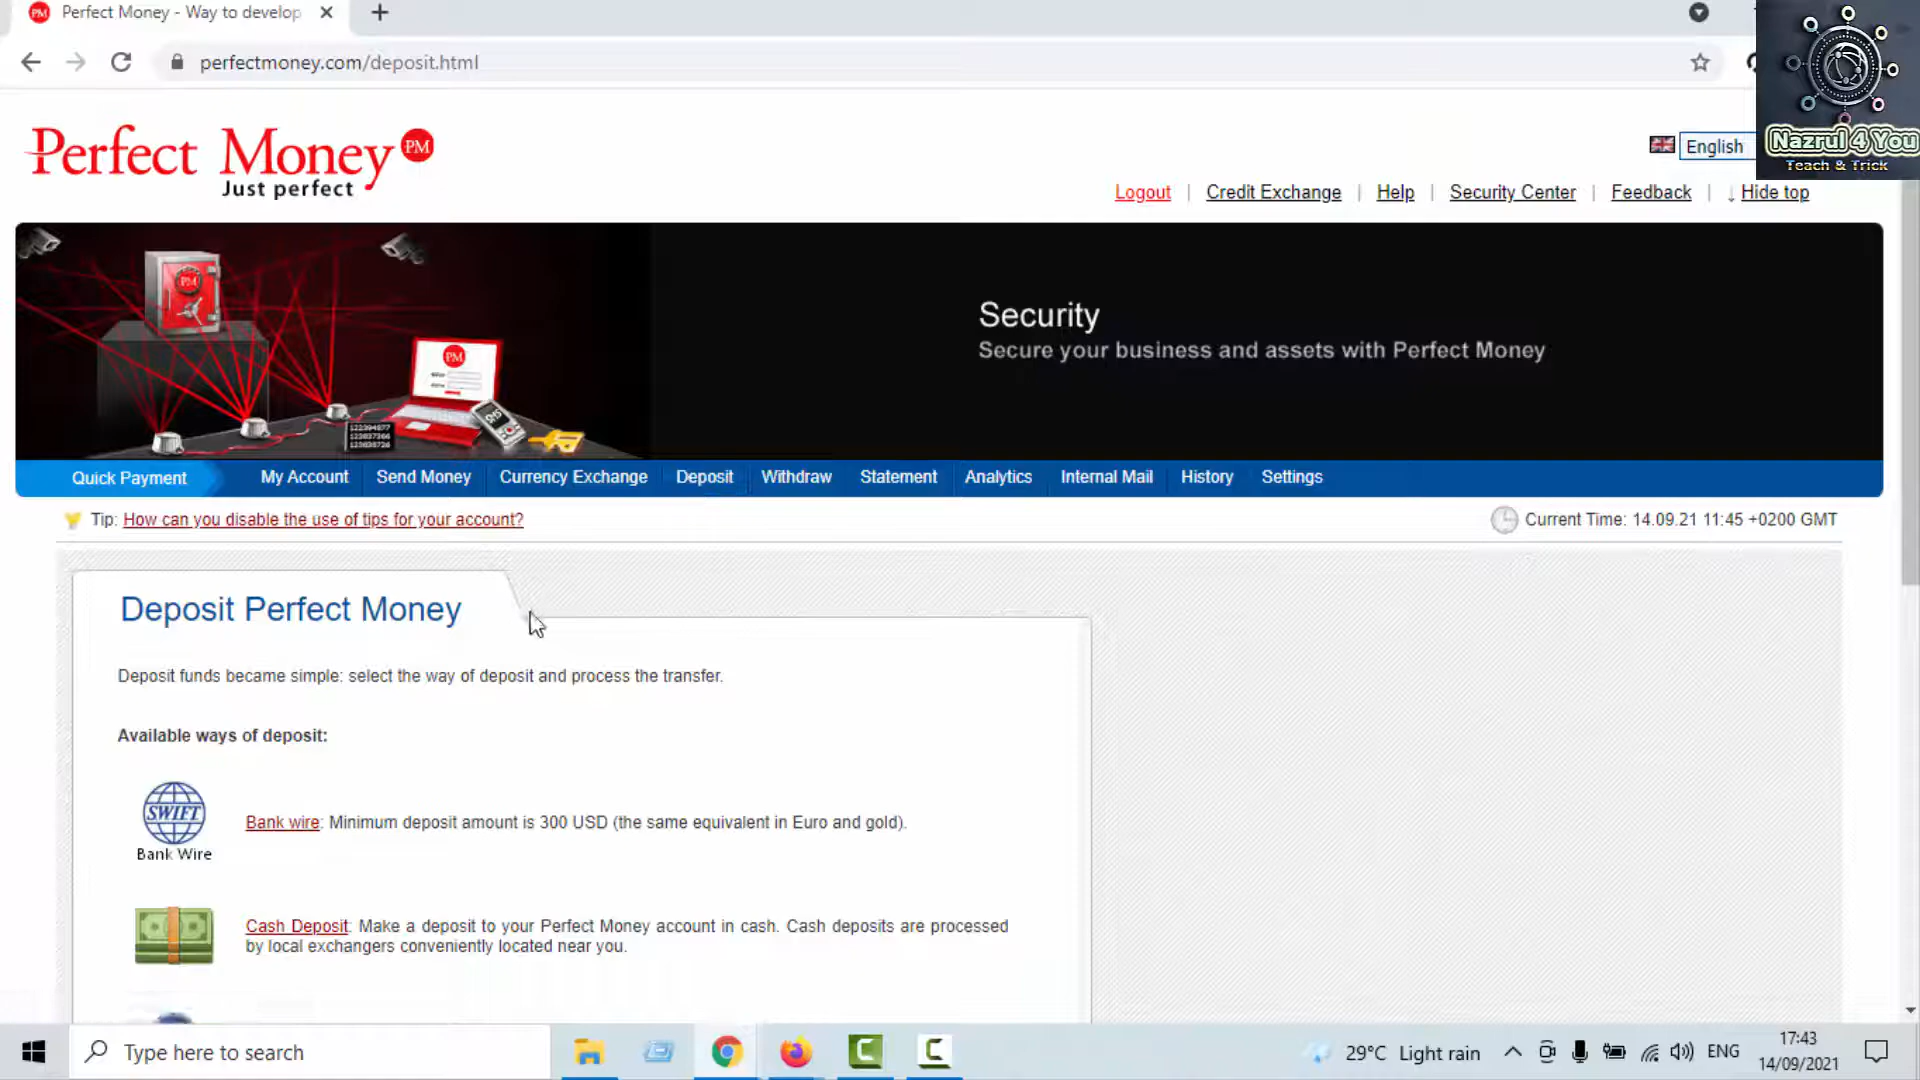 Perfect Money - Way to develop
perfectmoney.com/deposit.html
Nazrul 4 You
Teach & Trick
Perfect Money PM
Just perfect
English
Logout | Credit Exchange | Help | Security Center | Feedback | ↓ Hide top
PM
PM
Security
Secure your business and assets with Perfect Money
Quick Payment My Account Send Money Currency Exchange Deposit Withdraw Statement Analytics Internal Mail History Settings
Tip: How can you disable the use of tips for your account?
Current Time: 14.09.21 11:45 +0200 GMT
Deposit Perfect Money
Deposit funds became simple: select the way of deposit and process the transfer.
Available ways of deposit:
SWIFT
Bank Wire
Bank wire: Minimum deposit amount is 300 USD (the same equivalent in Euro and gold).
Cash Deposit: Make a deposit to your Perfect Money account in cash. Cash deposits are processed
by local exchangers conveniently located near you.
Type here to search
29°C Light rain
ENG
17:43
14/09/2021